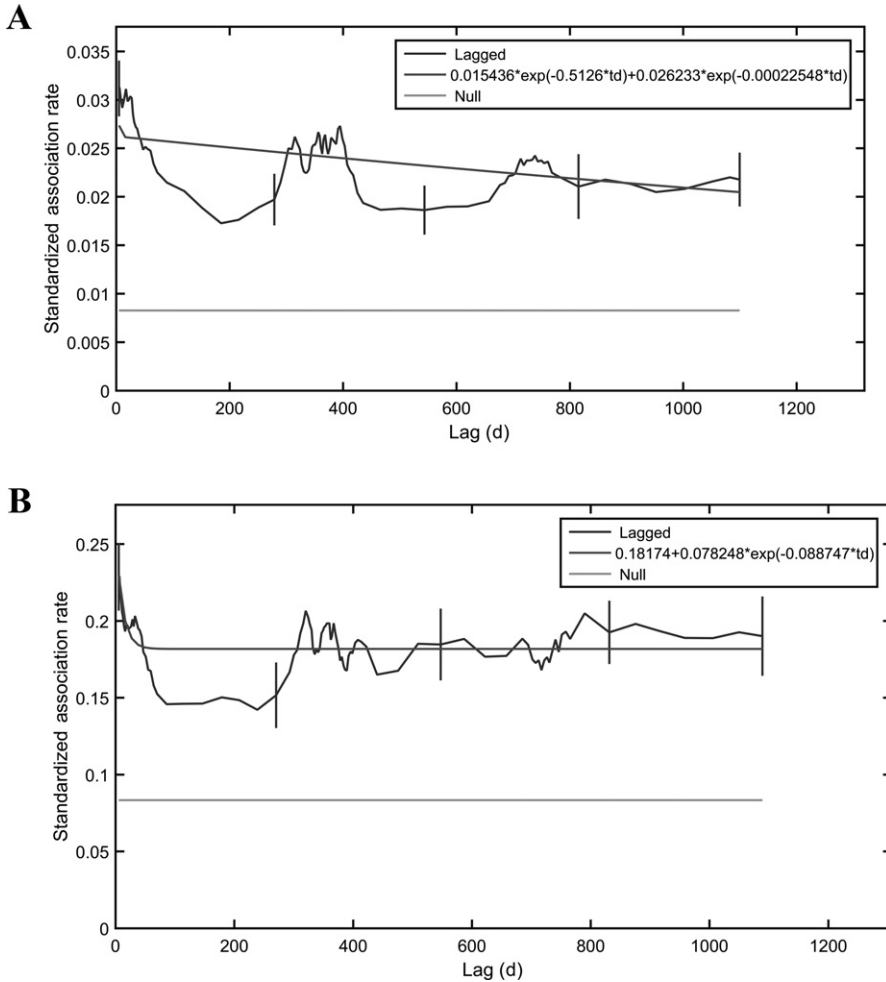 A
Standardized association rate
0.035
0.03
0.025
0.02
0.015
0.01
0.005
0
Lagged
0.015436*exp(-0.5126*td)+0.026233*exp(-0.00022548*td)
Null
0 200 400 600 800 1000 1200
Lag (d)
B
Standardized association rate
0.25
0.2
0.15
0.1
0.05
0
Lagged
0.18174+0.078248*exp(-0.088747*td)
Null
0 200 400 600 800 1000 1200
Lag (d)